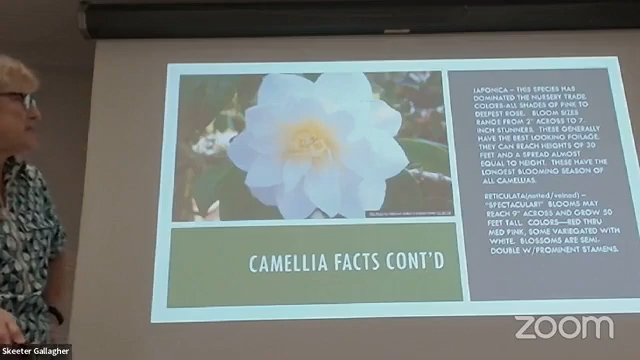 JAPONICA – THIS SPECIES HAS
DOMINATED THE NURSERY TRADE.
COLORS-ALL SHADES OF PINK TO
DEEPEST ROSE. BLOOM SIZES
RANGE FROM 2" ACROSS TO 7
INCH STUNNERS. THESE GENERALLY
HAVE THE BEST LOOKING FOLIAGE.
THEY CAN REACH HEIGHTS OF 20
FEET AND A SPREAD ALMOST
EQUAL TO HEIGHT. THESE HAVE THE
LONGEST BLOOMING SEASON OF
ALL CAMELLIAS.
RETICULATA(netted/veined) –
"SPECTACULAR!" BLOOMS MAY
REACH 9" ACROSS AND GROW 50
FEET TALL. COLORS—RED THRU
MED PINK, SOME VARIEGATED WITH
WHITE. BLOSSOMS ARE SEMI-
DOUBLE W/PROMINENT STAMENS.
CAMELLIA FACTS CONT'D
zoom
Skeeter Gallagher